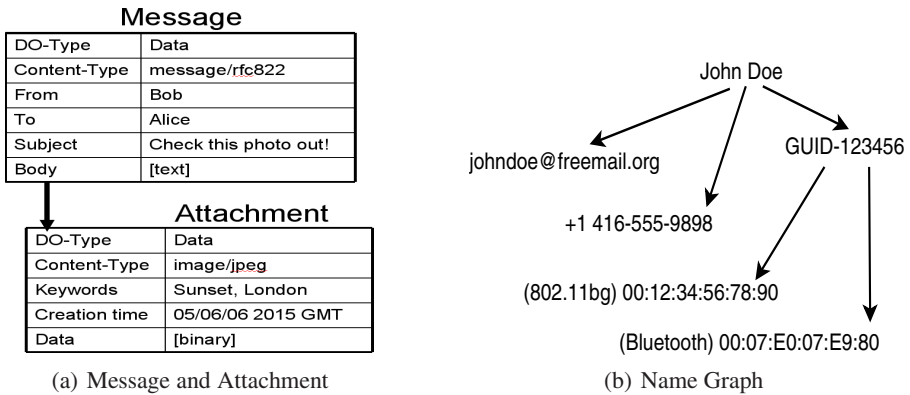 Message
DO-Type Data
Content-Type message/rfc822
From Bob
To Alice
Subject Check this photo out!
Body [text]
Attachment
DO-Type Data
Content-Type image/jpeg
Keywords Sunset, London
Creation time 05/06/06 2015 GMT
Data [binary]
(a) Message and Attachment
John Doe
johndoe@freemail.org
GUID-123456
+1 416-555-9898
(802.11bg) 00:12:34:56:78:90
(Bluetooth) 00:07:E0:07:E9:80
(b) Name Graph